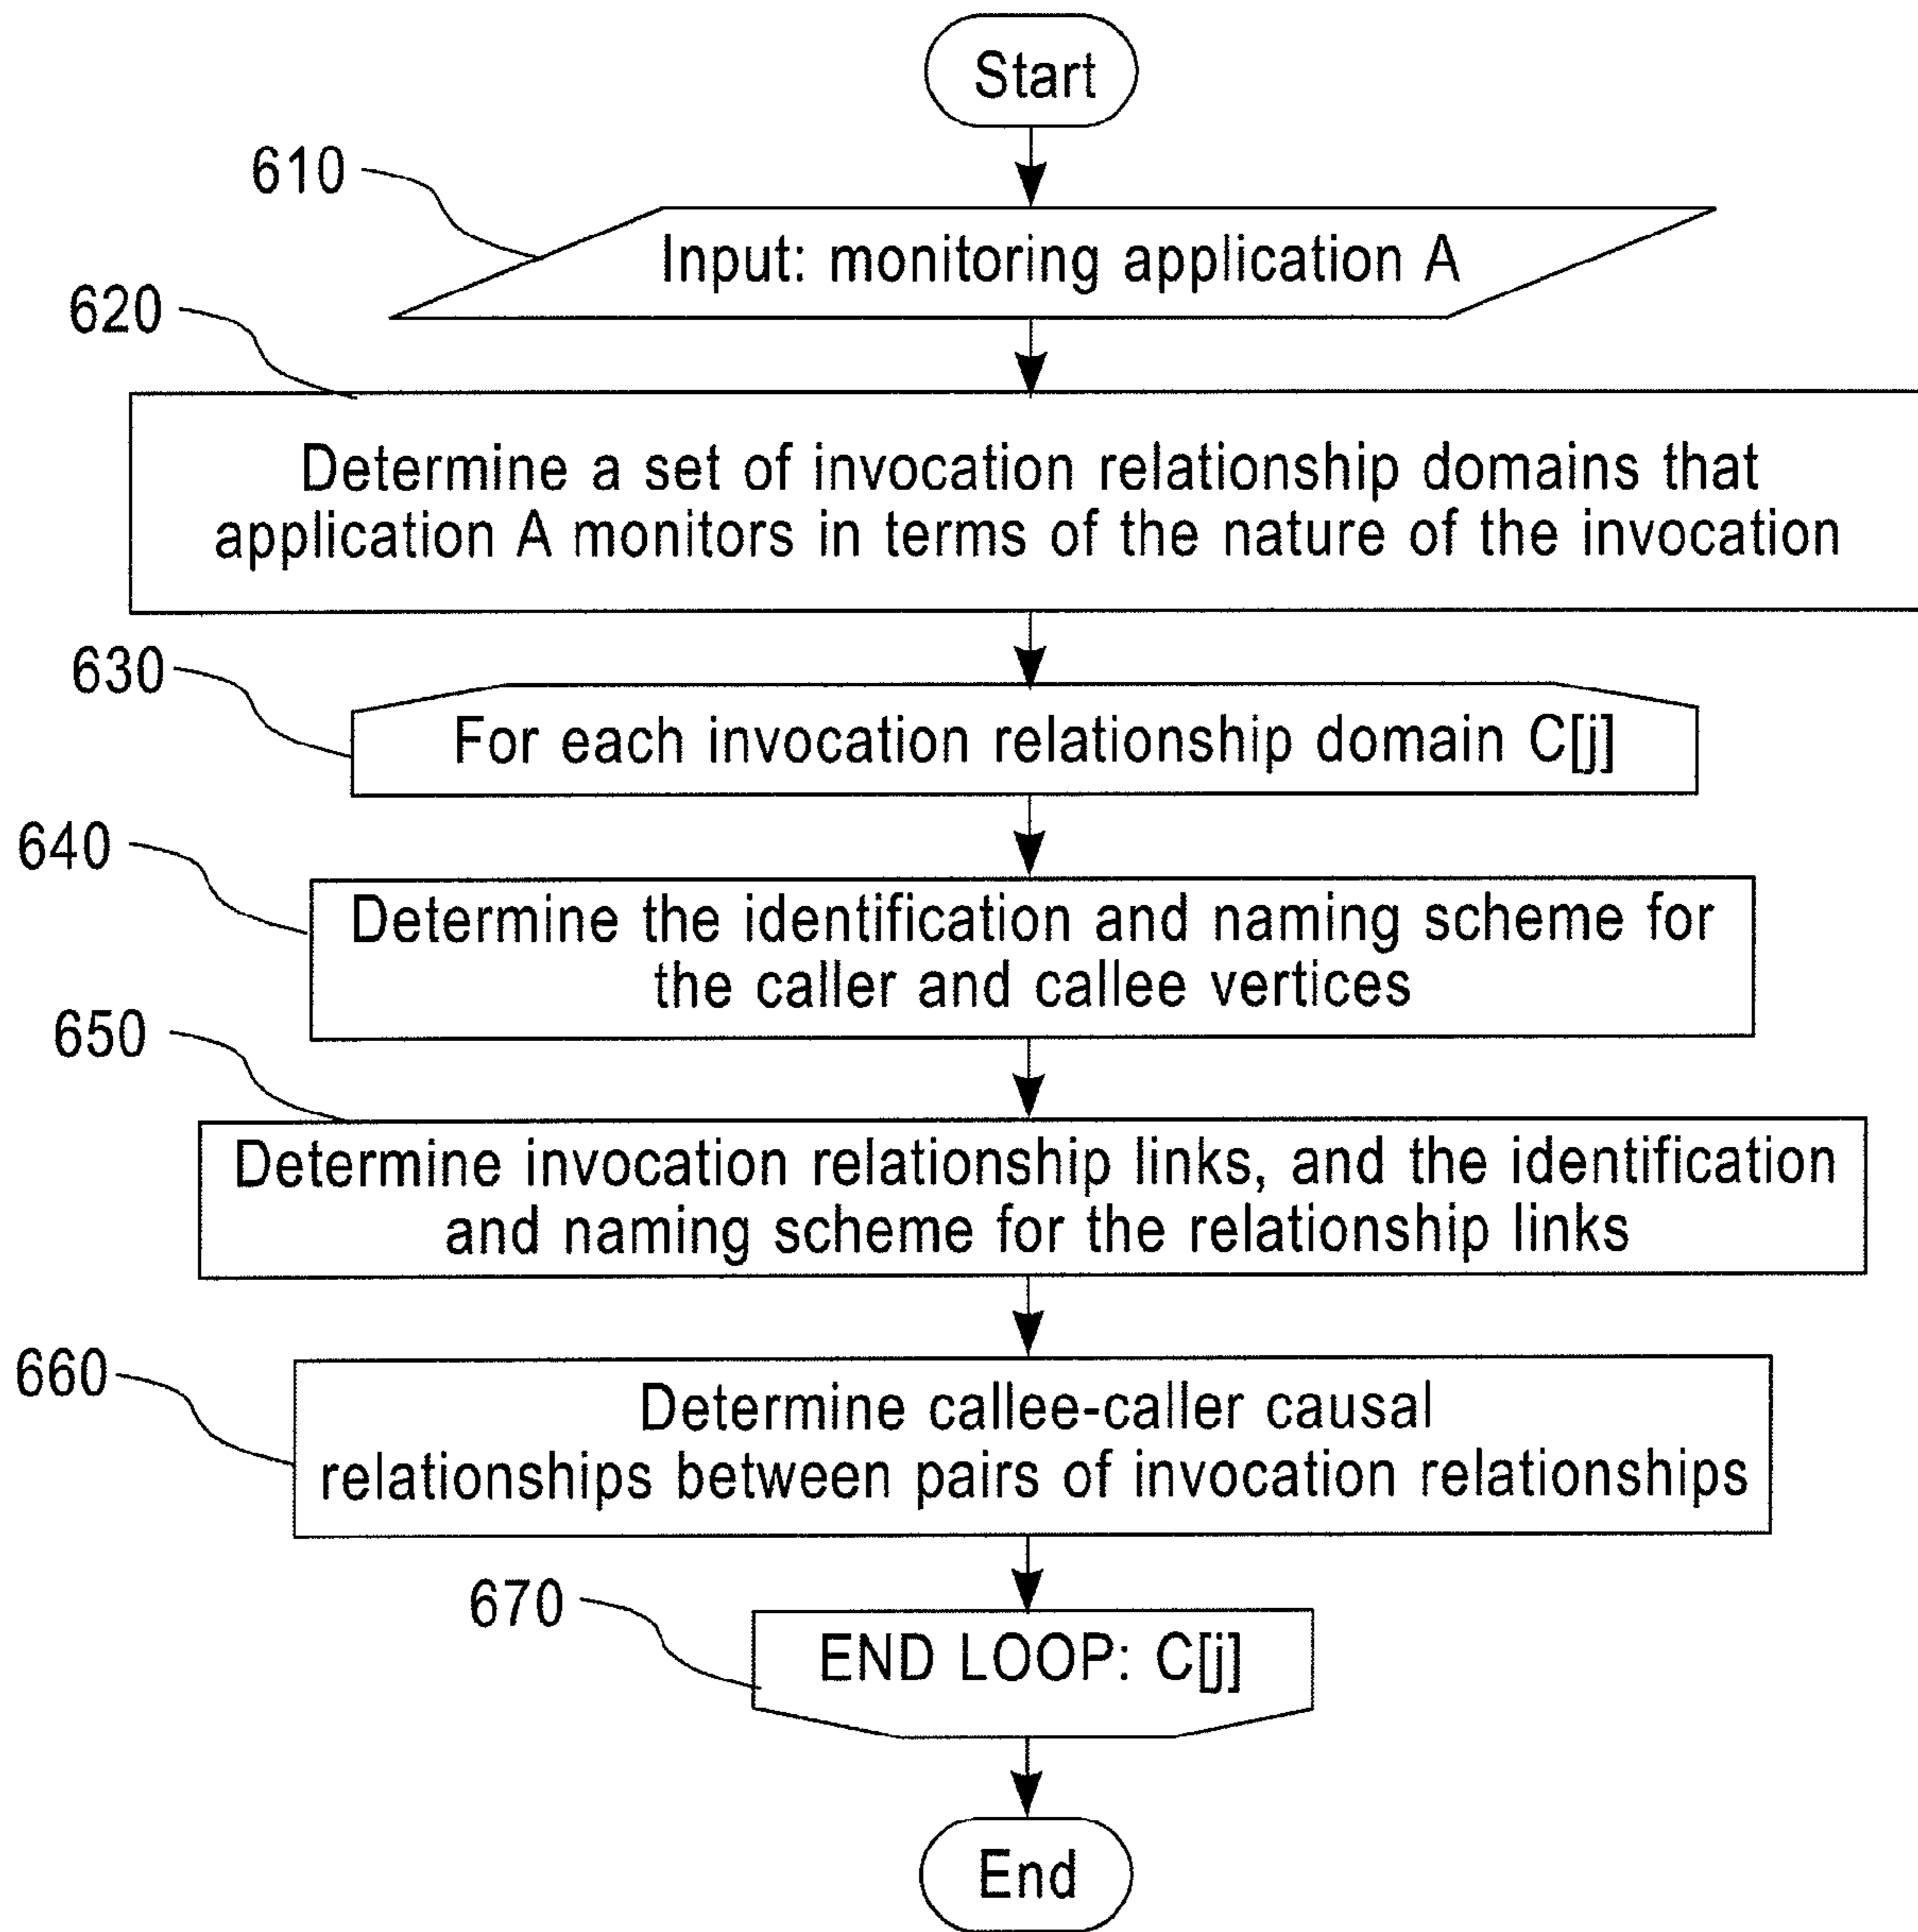 Start
610
Input: monitoring application A
620
Determine a set of invocation relationship domains that
application A monitors in terms of the nature of the invocation
630
For each invocation relationship domain C[j]
640
Determine the identification and naming scheme for
the caller and callee vertices
650
Determine invocation relationship links, and the identification
and naming scheme for the relationship links
660
Determine callee-caller causal
relationships between pairs of invocation relationships
670
END LOOP: C[j]
End